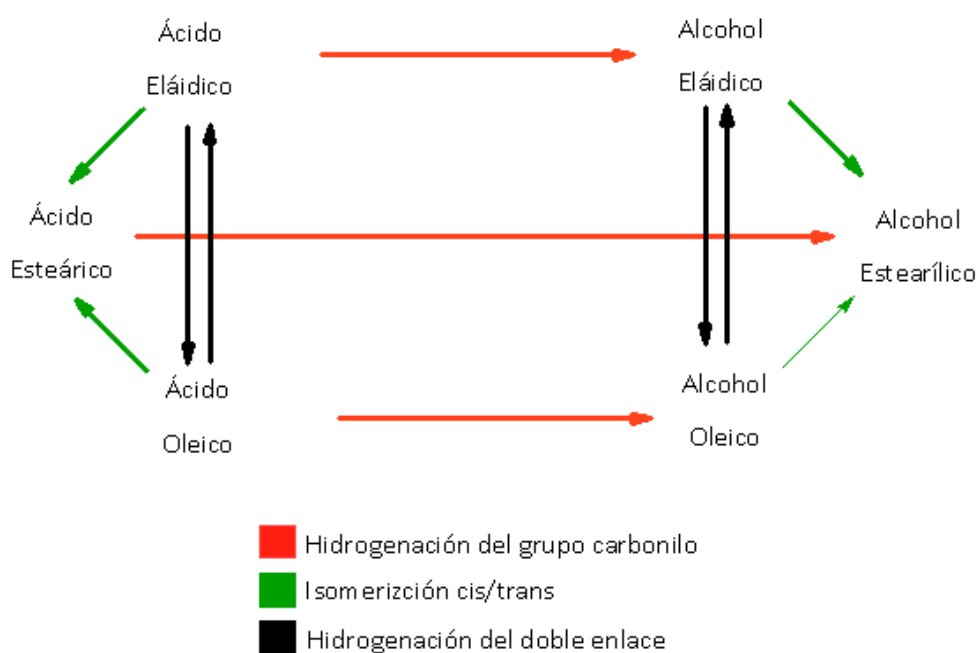 Ácido
Eláidico
Alcohol
Eláidico
Ácido
Esteárico
Alcohol
Estearílico
Ácido
Oleico
Alcohol
Oleico
Hidrogenación del grupo carbonilo
Isomerizción cis/trans
Hidrogenación del doble enlace